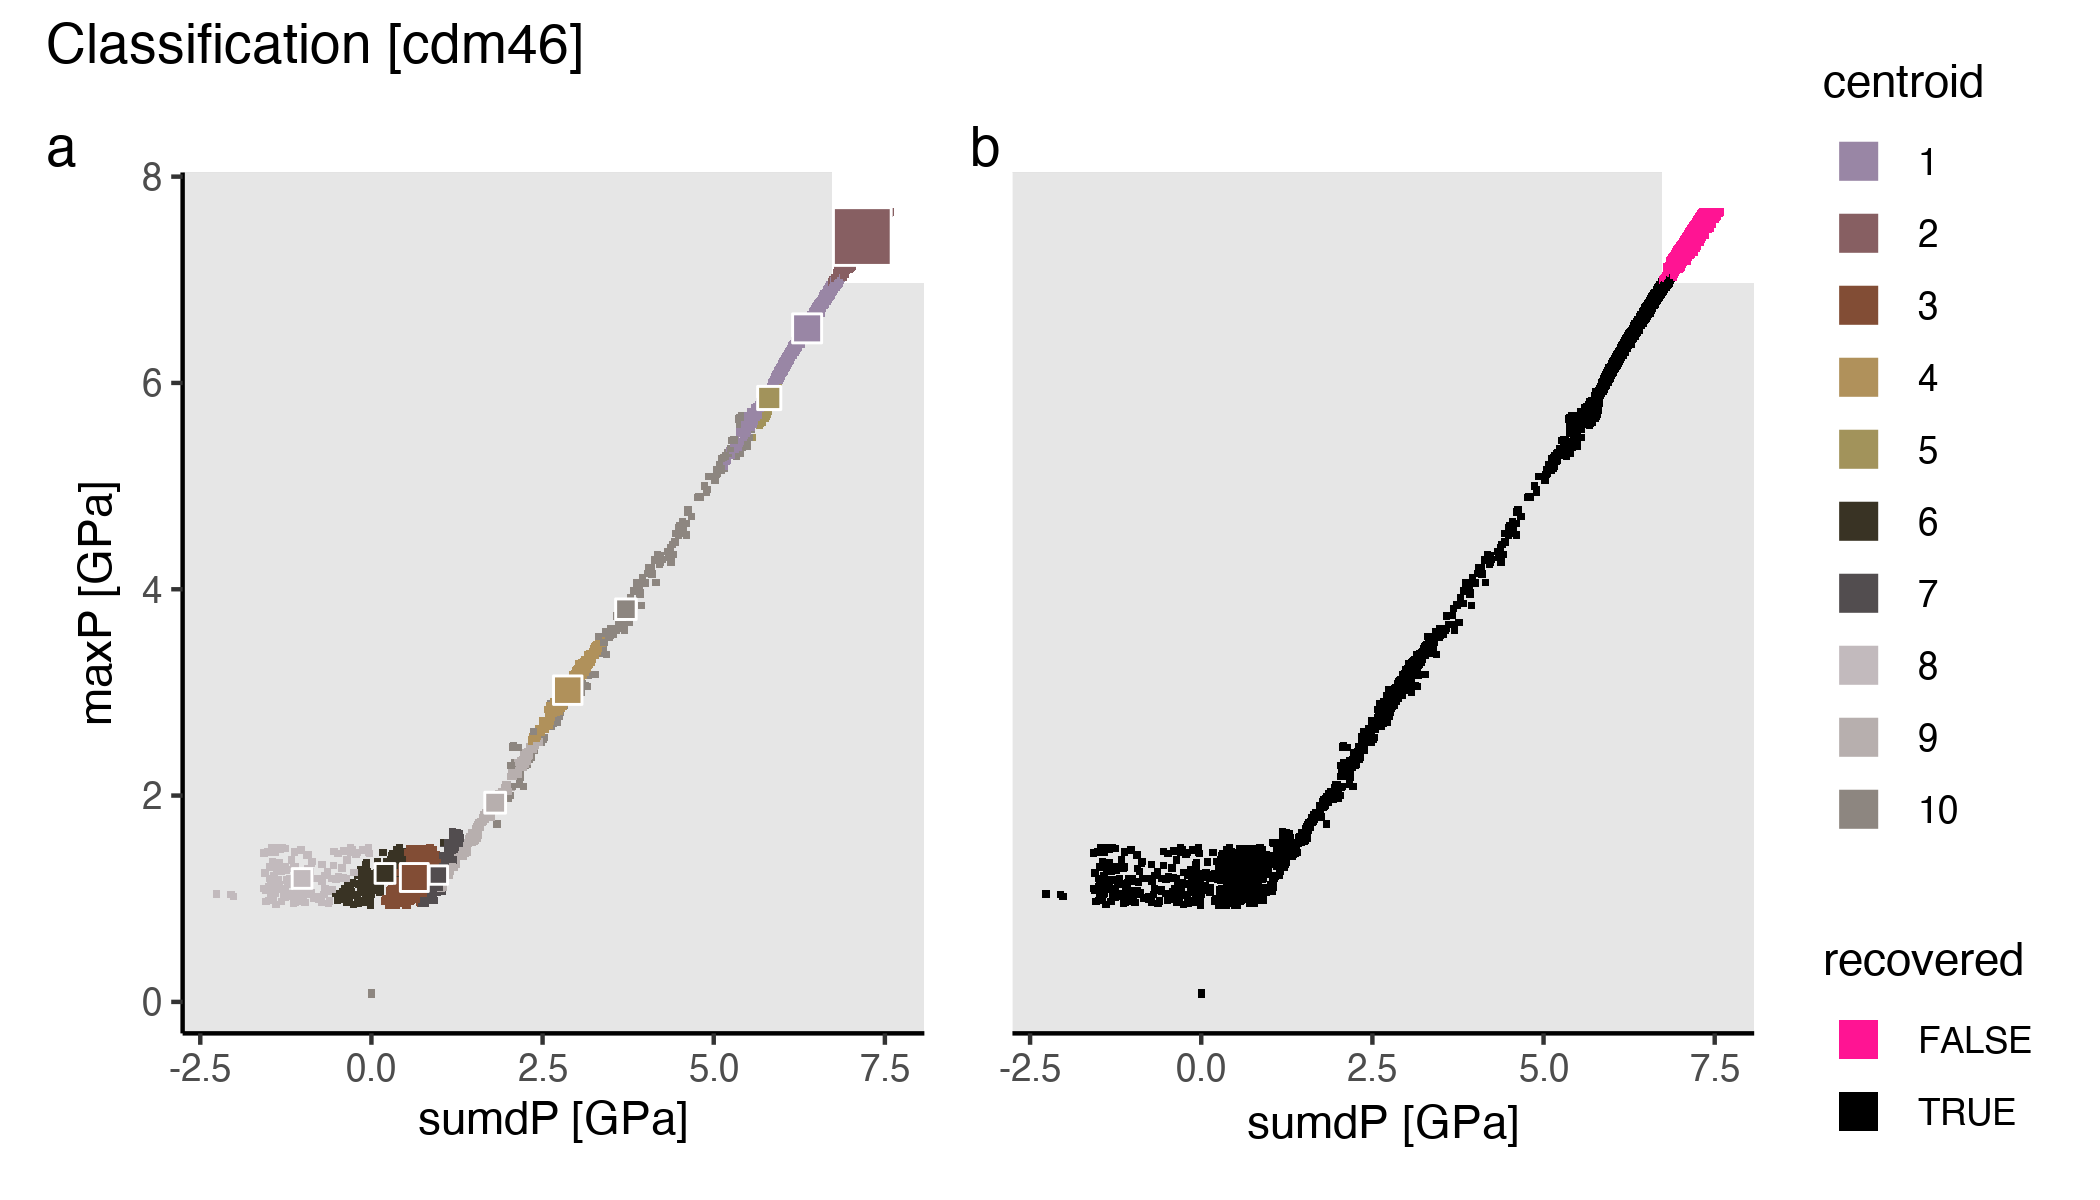 Classification [cdm46]
a
b
8
6
4
2
0
maxP [GPa]
-2.5 0.0 2.5 5.0 7.5
sumdP [GPa]
-2.5 0.0 2.5 5.0 7.5
sumdP [GPa]
centroid
1
2
3
4
5
6
7
8
9
10
recovered
FALSE
TRUE